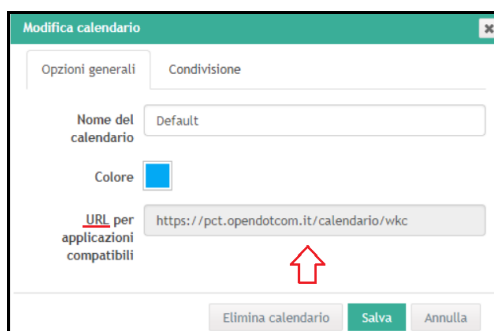 Modifica calendario
Opzioni generali Condivisione
Nome del calendario Default
Colore
URL per applicazioni compatibili https://pct.opendotcom.it/calendario/wkc
Elimina calendario Salva Annulla